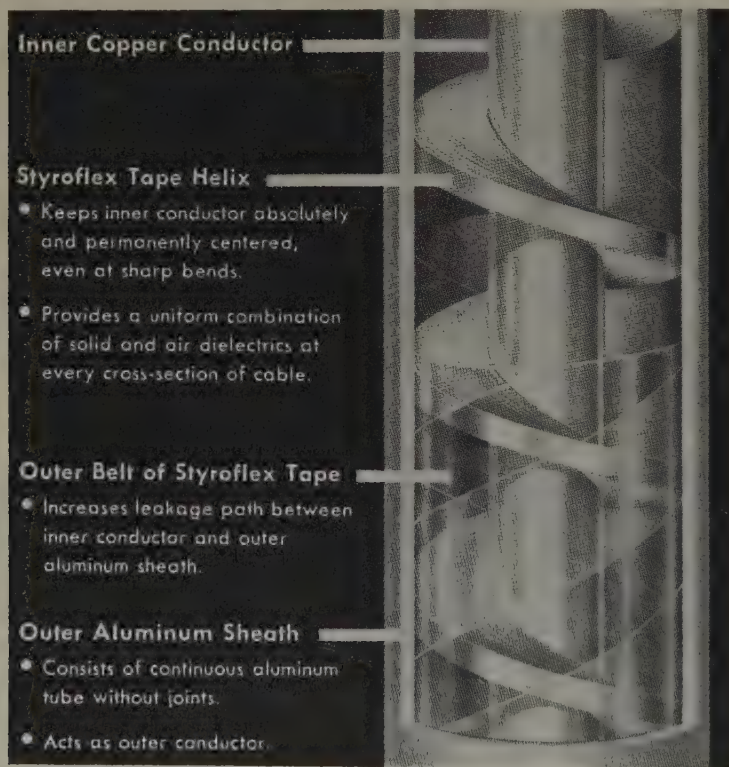 Inner Copper Conductor
Styroflex Tape Helix
• Keeps inner conductor absolutely
and permanently centered,
even at sharp bends.
• Provides a uniform combination
of solid and air dielectrics at
every cross-section of cable.
Outer Belt of Styroflex Tape
• Increases leakage path between
inner conductor and outer
aluminum sheath.
Outer Aluminum Sheath
• Consists of continuous aluminum
tube without joints.
• Acts as outer conductor.